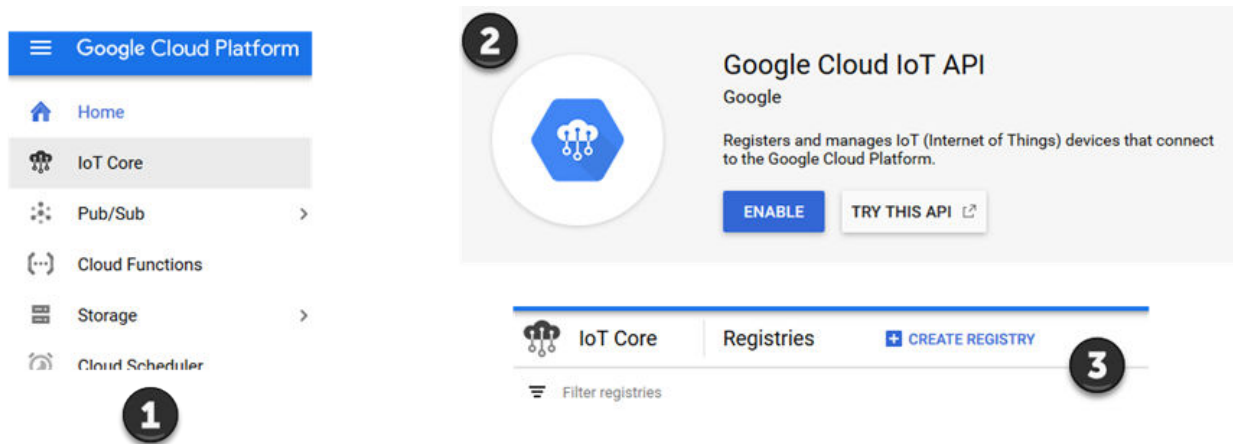 Google Cloud Platform
Home
IoT Core
Pub/Sub
Cloud Functions
Storage
Cloud Scheduler
1
2
Google Cloud IoT API
Google
Registers and manages IoT (Internet of Things) devices that connect
to the Google Cloud Platform.
ENABLE TRY THIS API
IoT Core Registries CREATE REGISTRY
3
Filter registries